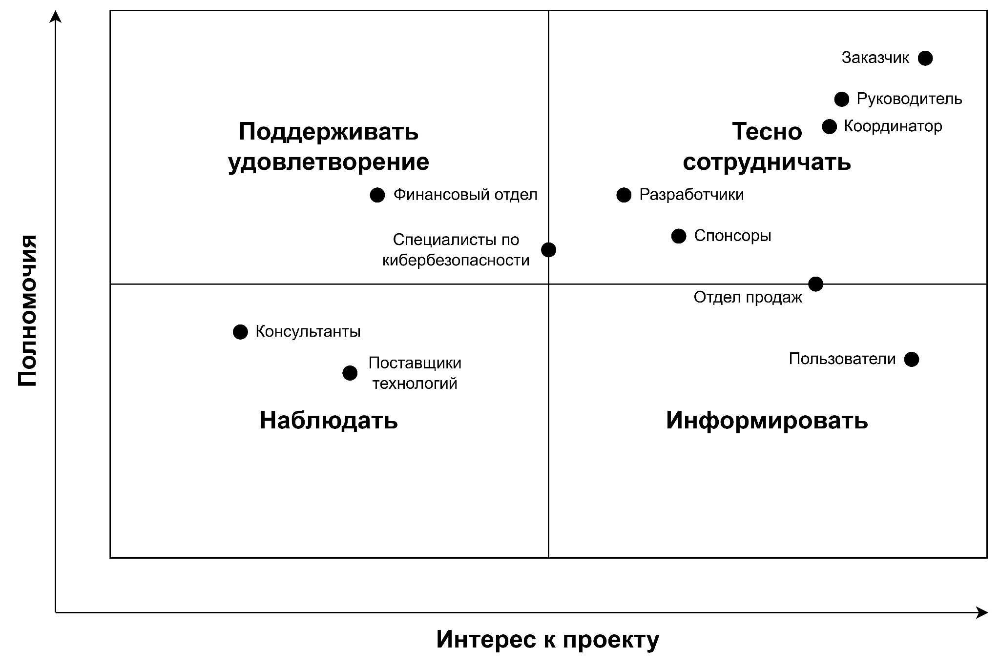 Заказчик
Руководитель
Координатор
Поддерживать
удовлетворение
Тесно
сотрудничать
Финансовый отдел
Разработчики
Спонсоры
Специалисты по
кибербезопасности
Отдел продаж
Консультанты
Поставщики
технологий
Пользователи
Наблюдать
Информировать
Полномочия
Интерес к проекту